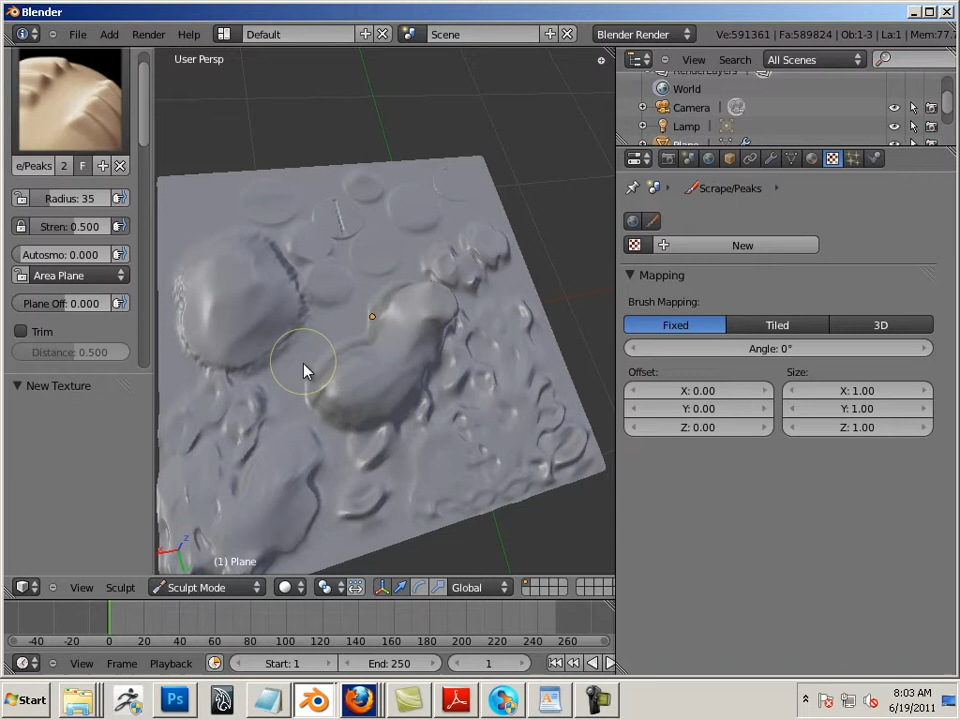 Blender
File Add Render Help Default Scene Blender Render Ve:591361 | Fa:589824 | Ob:1-3 | La:1 | Mem:77.
User Persp
View Search All Scenes
World
Camera
Lamp
e/Peaks 2 F
Scrape/Peaks
Radius: 35
Stren: 0.500
Autosmo: 0.000
Area Plane
Plane Off: 0.000
Trim
Distance: 0.500
New Texture
New
Mapping
Brush Mapping:
Fixed Tiled 3D
Angle: 0°
Offset: Size:
X: 0.00 X: 1.00
Y: 0.00 Y: 1.00
Z: 0.00 Z: 1.00
z
(1) Plane
View Sculpt Sculpt Mode Global
-40 -20 0 20 40 60 80 100 120 140 160 180 200 220 240 260
View Frame Playback Start: 1 End: 250 1
Start Ps 8:03 AM
6/19/2011